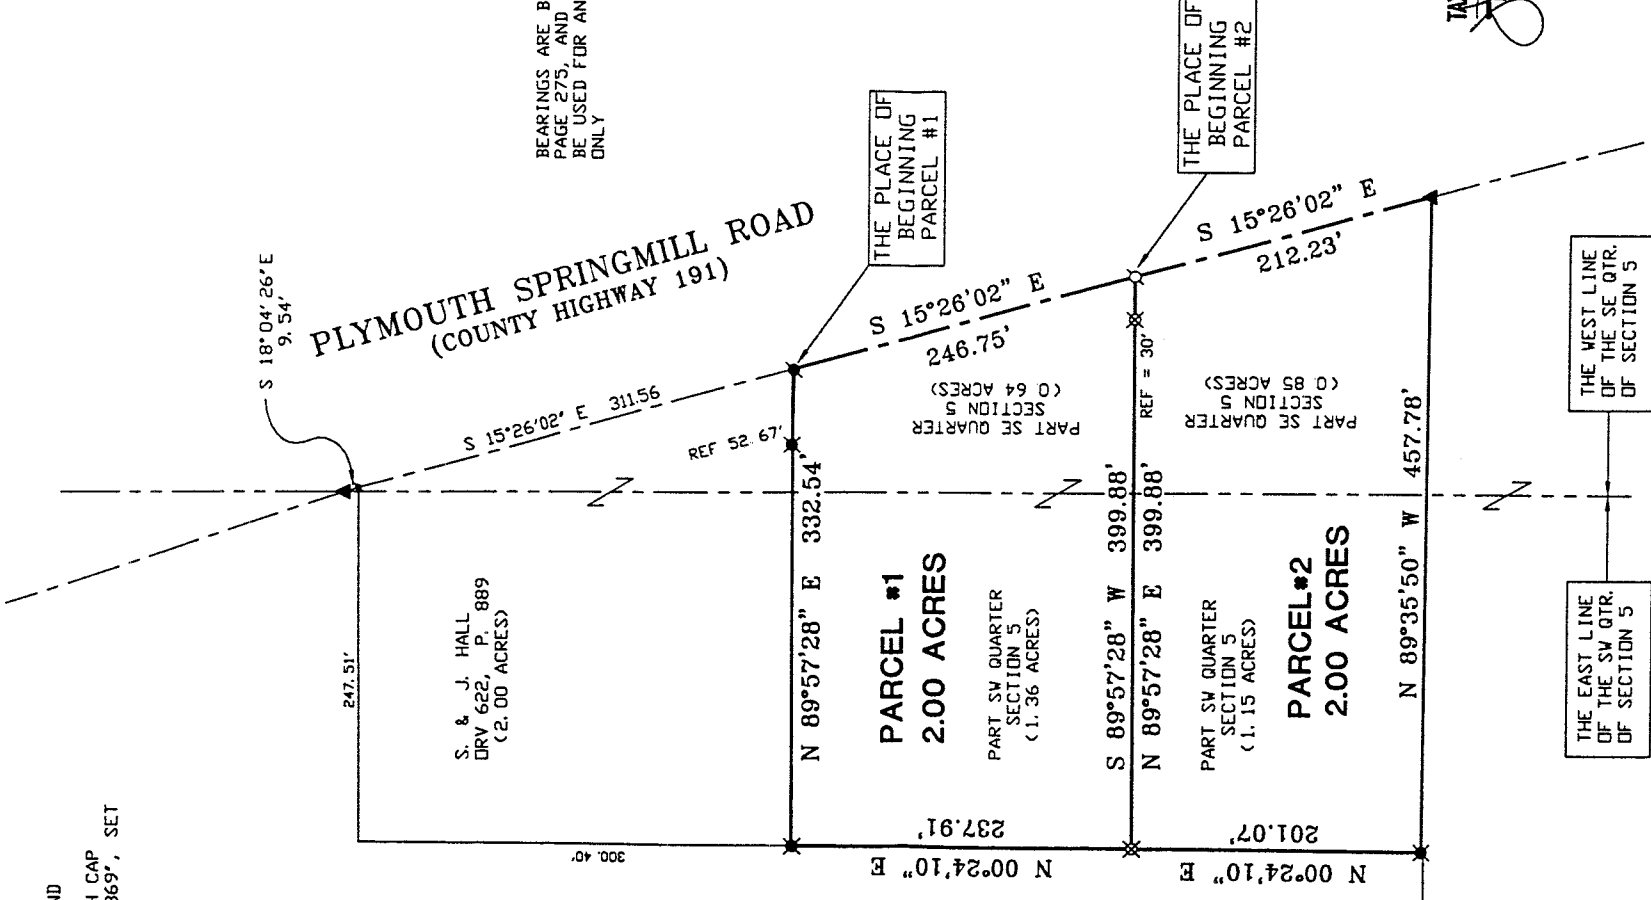 BEARINGS ARE B
PAGE 275, AND
BE USED FOR AN
ONLY
TA
S 18°04'26" E
9.54'
PLYMOUTH SPRINGMILL ROAD
(COUNTY HIGHWAY 191)
THE PLACE OF
BEGINNING
PARCEL #1
THE PLACE OF
BEGINNING
PARCEL #2
S 15°26'02" E 311.56
S 15°26'02" E
246.75'
S 15°26'02" E
212.23'
REF 52.67'
REF = 30'
PART SE QUARTER
SECTION 5
(0.64 ACRES)
PART SE QUARTER
SECTION 5
(0.85 ACRES)
247.51'
S. & J. HALL
ORV 622, P. 889
(2.00 ACRES)
300.40'
N 89°57'28" E 332.54'
PARCEL #1
2.00 ACRES
PART SW QUARTER
SECTION 5
(1.36 ACRES)
S 89°57'28" W 399.88'
N 89°57'28" E 399.88'
PART SW QUARTER
SECTION 5
(1.15 ACRES)
PARCEL #2
2.00 ACRES
N 89°35'50" W 457.78'
237.91'
N 00°24'10" E
201.07'
N 00°24'10" E
THE WEST LINE
OF THE SE QTR.
OF SECTION 5
THE EAST LINE
OF THE SW QTR.
OF SECTION 5
ND
H CAP
869", SET